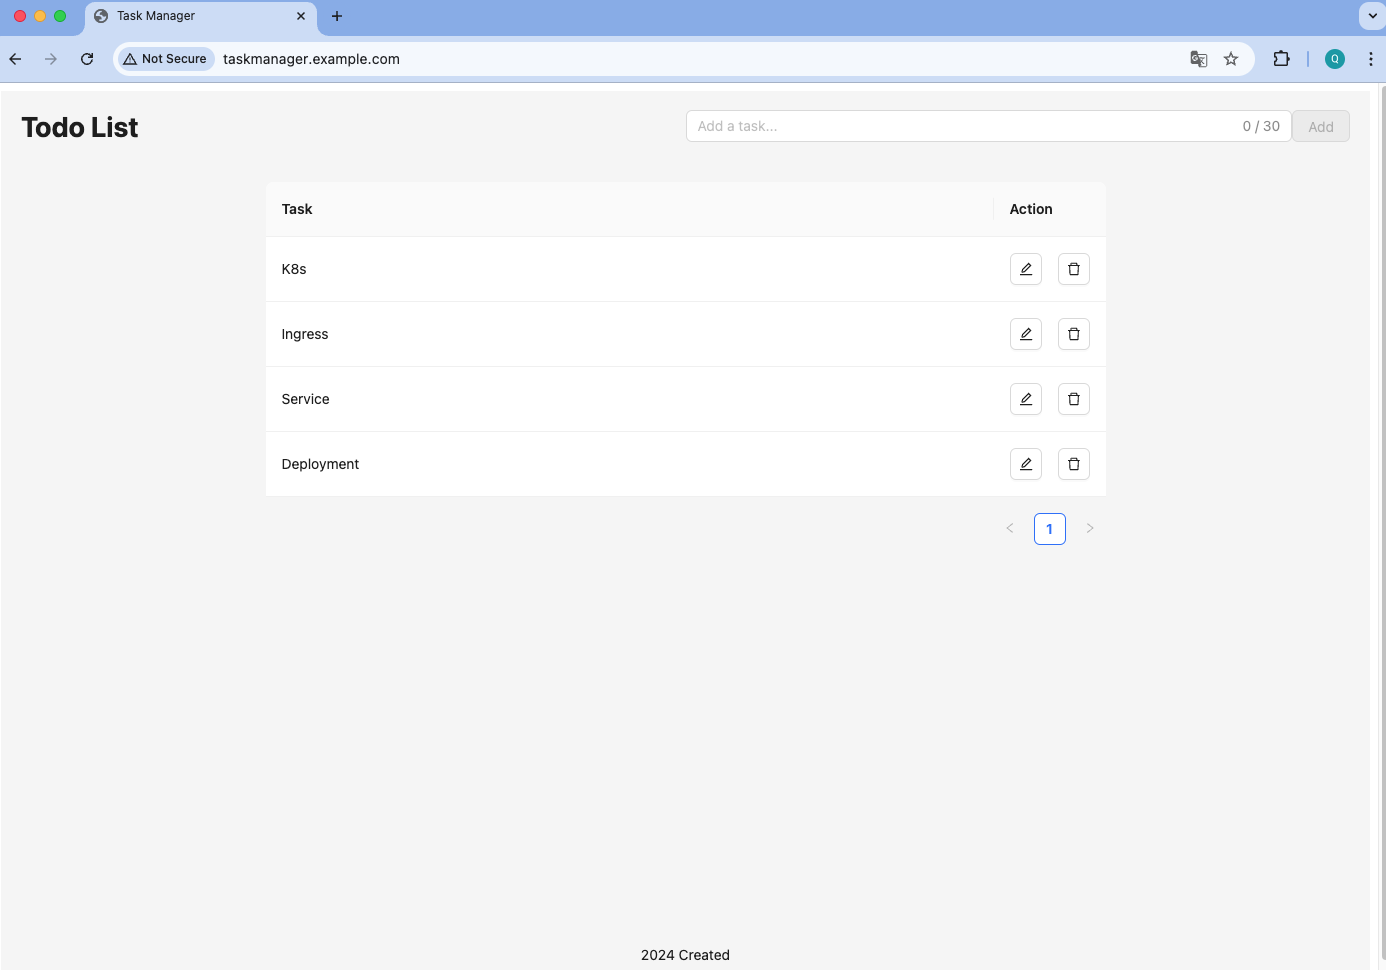 Task Manager
Not Secure taskmanager.example.com
Q
Todo List
Add a task... 0 / 30 Add
Task Action
K8s
Ingress
Service
Deployment
< 1 >
2024 Created